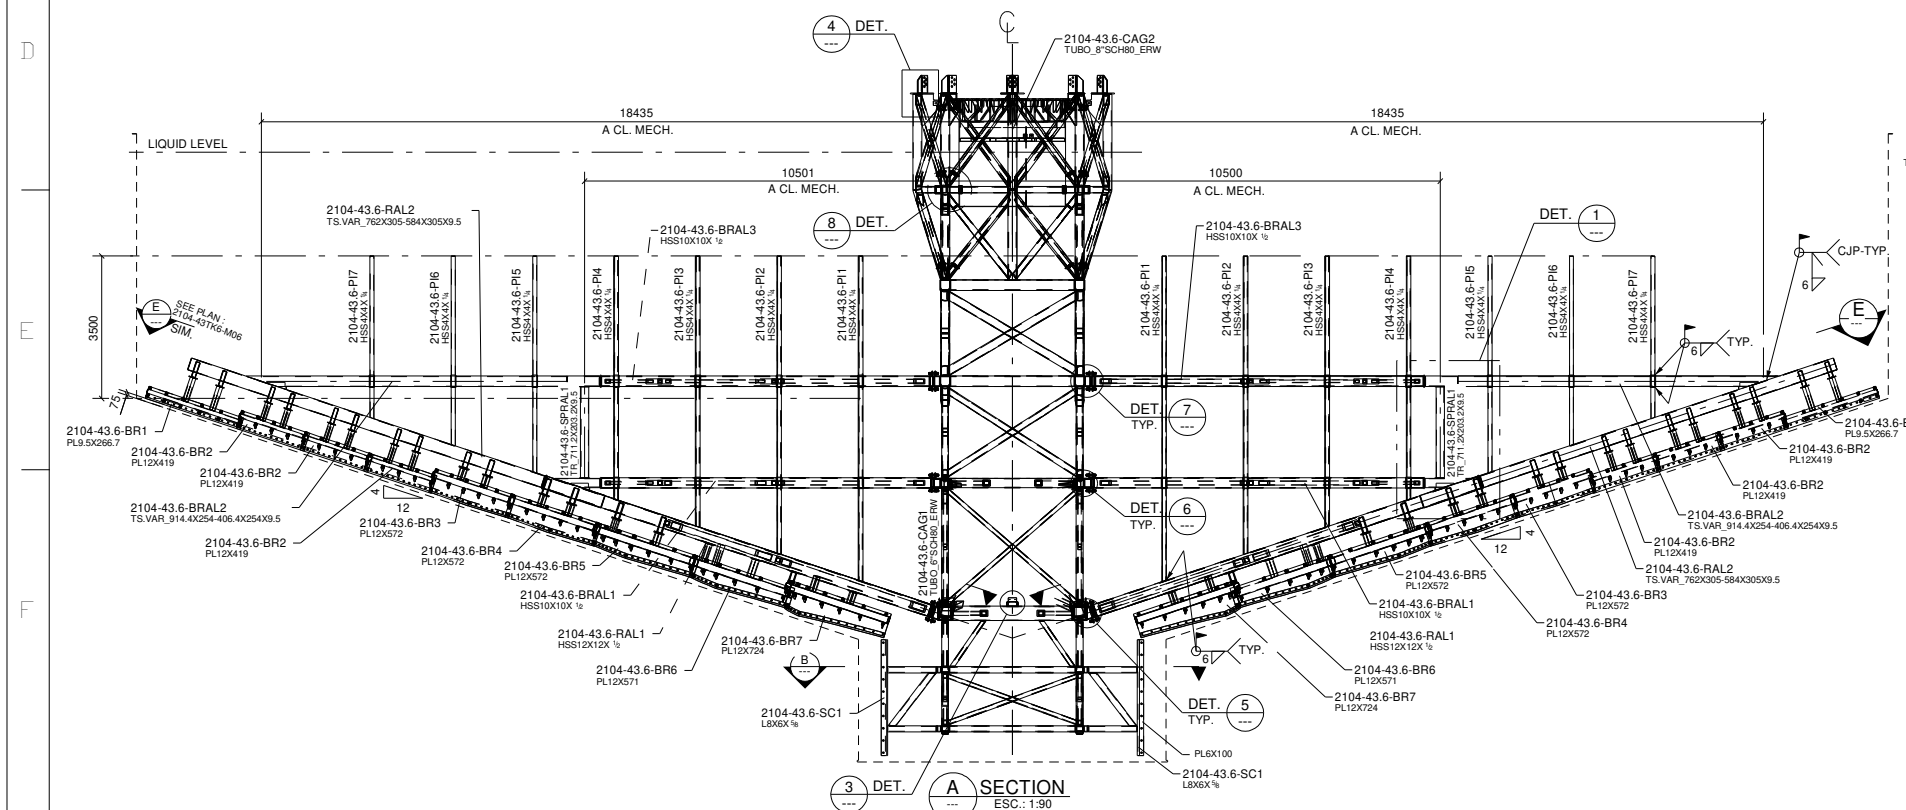 D
E
F
4
DET.
---
CL
2104-43.6-CAG2
TUBO_8"SCH80_ERW
18435
A CL. MECH.
18435
A CL. MECH.
LIQUID LEVEL
10501
A CL. MECH.
10500
A CL. MECH.
2104-43.6-RAL2
TS.VAR_762X305-584X305X9.5
2104-43.6-BRAL3
HSS10X10X ½
8
DET.
---
2104-43.6-BRAL3
HSS10X10X ½
DET.
1
---
CJP-TYP.
6
3500
E
---
SEE PLAN :
2104-43TK6-M06
SIM.
2104-43.6-PI7
HSS4X4X ¼
2104-43.6-PI6
HSS4X4X ¼
2104-43.6-PI5
HSS4X4X ¼
2104-43.6-PI4
HSS4X4X ¼
2104-43.6-PI3
HSS4X4X ¼
2104-43.6-PI2
HSS4X4X ¼
2104-43.6-PI1
HSS4X4X ¼
2104-43.6-PI1
HSS4X4X ¼
2104-43.6-PI2
HSS4X4X ¼
2104-43.6-PI3
HSS4X4X ¼
2104-43.6-PI4
HSS4X4X ¼
2104-43.6-PI5
HSS4X4X ¼
2104-43.6-PI6
HSS4X4X ¼
2104-43.6-PI7
HSS4X4X ¼
E
---
6
TYP.
75
2104-43.6-SPRAL1
TR_711.2X203.2X9.5
DET.
TYP.
7
---
2104-43.6-SPRAL1
TR_711.2X203.2X9.5
2104-43.6-BR1
PL9.5X266.7
2104-43.6-BR2
PL12X419
2104-43.6-BR2
PL12X419
2104-43.6-BRAL2
TS.VAR_914.4X254-406.4X254X9.5
2104-43.6-BR2
PL12X419
4
12
2104-43.6-BR3
PL12X572
2104-43.6-BR4
PL12X572
2104-43.6-BR5
PL12X572
2104-43.6-BRAL1
HSS10X10X ½
2104-43.6-RAL1
HSS12X12X ½
2104-43.6-BR6
PL12X571
2104-43.6-BR7
PL12X724
2104-43.6-CAG1
TUBO_6"SCH80_ERW
DET.
TYP.
6
---
PL9.5X266.7
2104-43.6-BR2
PL12X419
2104-43.6-BR2
PL12X419
2104-43.6-BRAL2
TS.VAR_914.4X254-406.4X254X9.5
2104-43.6-BR2
PL12X419
2104-43.6-RAL2
TS.VAR_762X305-584X305X9.5
12
4
2104-43.6-BR3
PL12X572
2104-43.6-BR4
PL12X572
2104-43.6-BR5
PL12X572
2104-43.6-BRAL1
HSS10X10X ½
2104-43.6-RAL1
HSS12X12X ½
2104-43.6-BR6
PL12X571
2104-43.6-BR7
PL12X724
6
TYP.
B
---
2104-43.6-SC1
L8X6X ⅝
DET.
TYP.
5
---
PL6X100
2104-43.6-SC1
L8X6X ⅝
3
DET.
---
A
---
SECTION
ESC.: 1:90